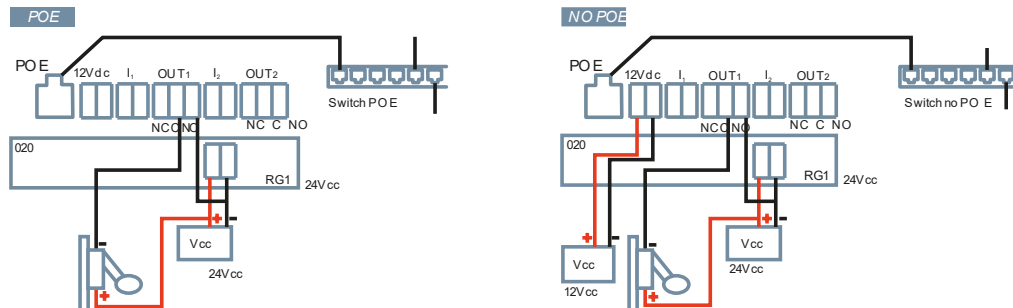 POE
POE
12Vdc I1 OUT1 I2 OUT2
Switch POE
NC C NO NC C NO
020
RG1
24Vcc
+ -
Vcc
24Vcc
-
+
NO POE
POE
12Vdc I1 OUT1 I2 OUT2
Switch no POE
NC C NO NC C NO
020
RG1
24Vcc
+ - + -
Vcc
12Vcc
-
+
Vcc
24Vcc